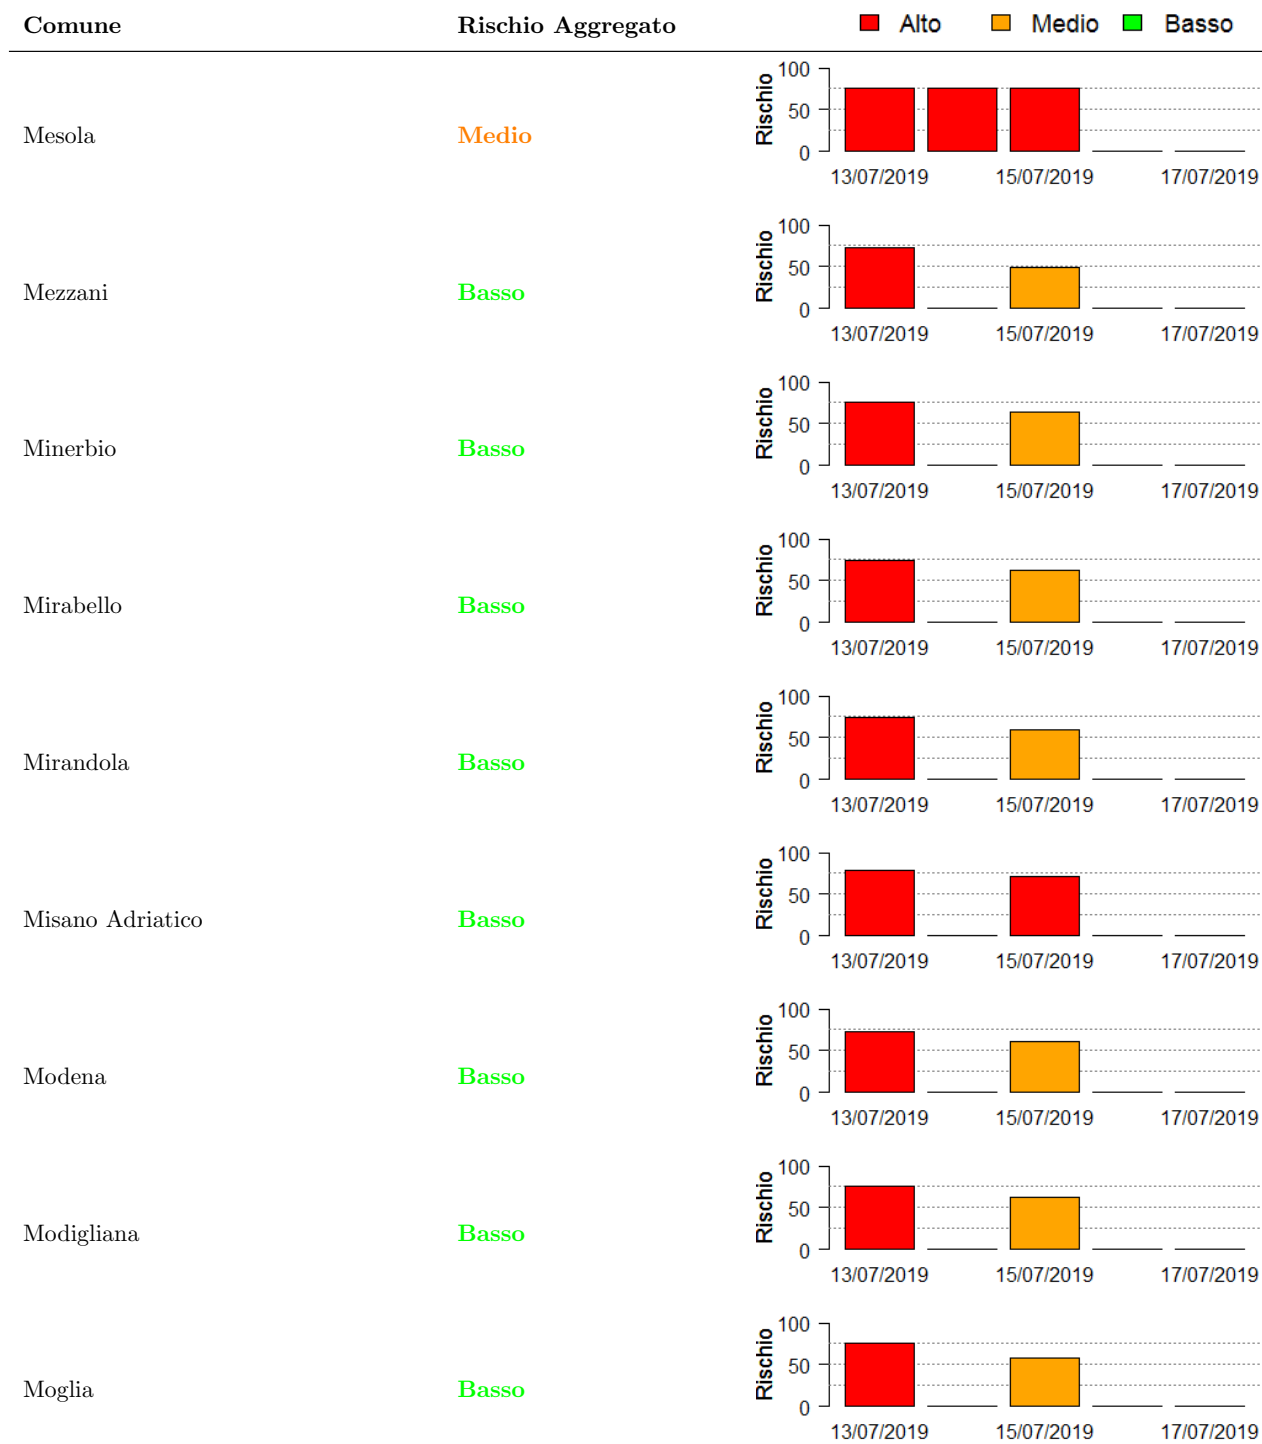 Comune Rischio Aggregato Alto Medio Basso
Mesola Medio Rischio 100 50 0
13/07/2019 15/07/2019 17/07/2019
Mezzani Basso Rischio 100 50 0
13/07/2019 15/07/2019 17/07/2019
Minerbio Basso Rischio 100 50 0
13/07/2019 15/07/2019 17/07/2019
Mirabello Basso Rischio 100 50 0
13/07/2019 15/07/2019 17/07/2019
Mirandola Basso Rischio 100 50 0
13/07/2019 15/07/2019 17/07/2019
Misano Adriatico Basso Rischio 100 50 0
13/07/2019 15/07/2019 17/07/2019
Modena Basso Rischio 100 50 0
13/07/2019 15/07/2019 17/07/2019
Modigliana Basso Rischio 100 50 0
13/07/2019 15/07/2019 17/07/2019
Moglia Basso Rischio 100 50 0
13/07/2019 15/07/2019 17/07/2019